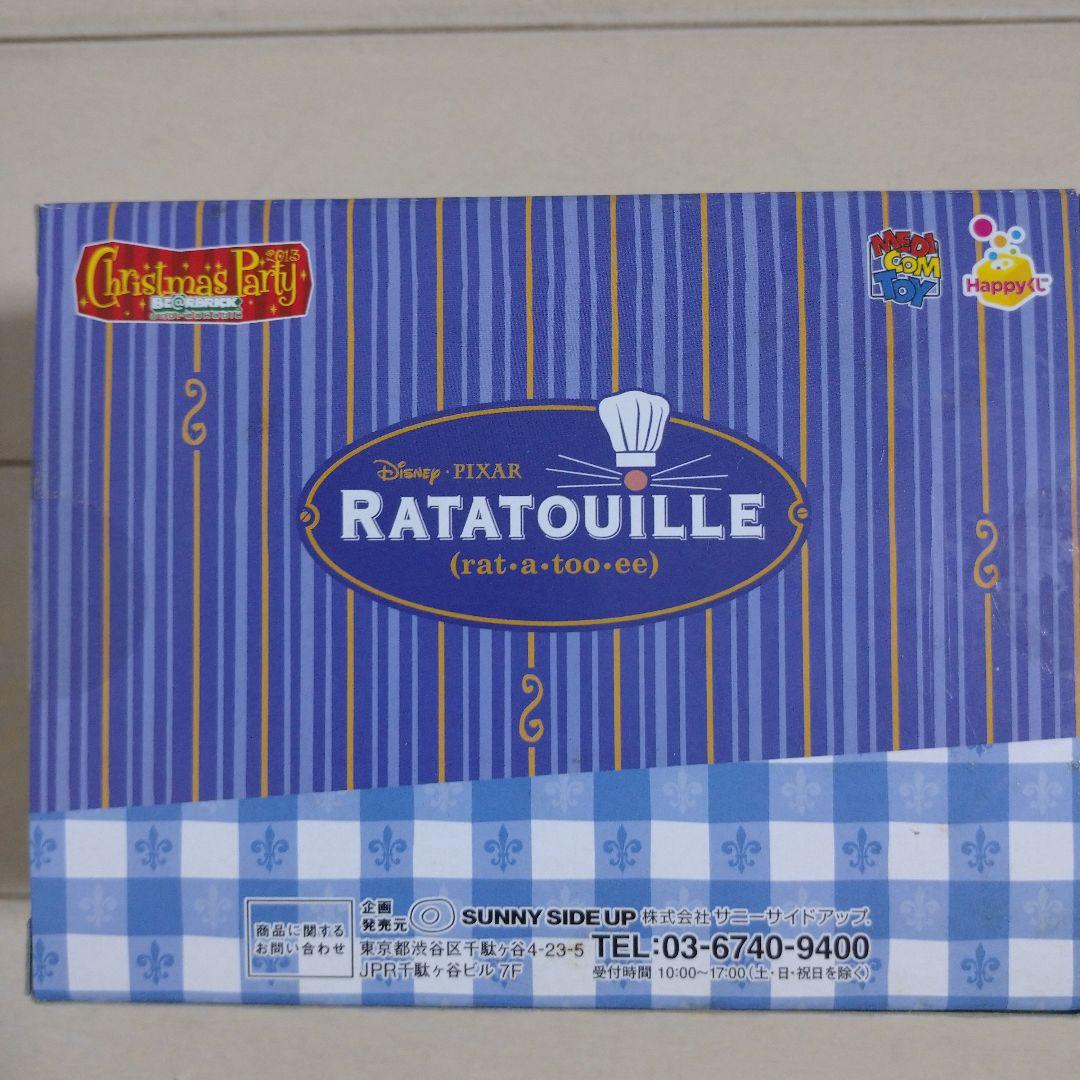 Christmas Party
2013
BE@RBRICK
MEDI
COM
TOY
Happyくじ
DISNEY · PIXAR
RATATOUILLE
(rat•a•too•ee)
商品に関する
お問い合わせ
企画
発売元
SUNNY SIDE UP 株式会社 サニーサイドアップ
東京都渋谷区千駄ヶ谷4-23-5
JPR千駄ヶ谷ビル 7F
TEL:03-6740-9400
受付時間 10:00~17:00(土・日・祝日を除く)